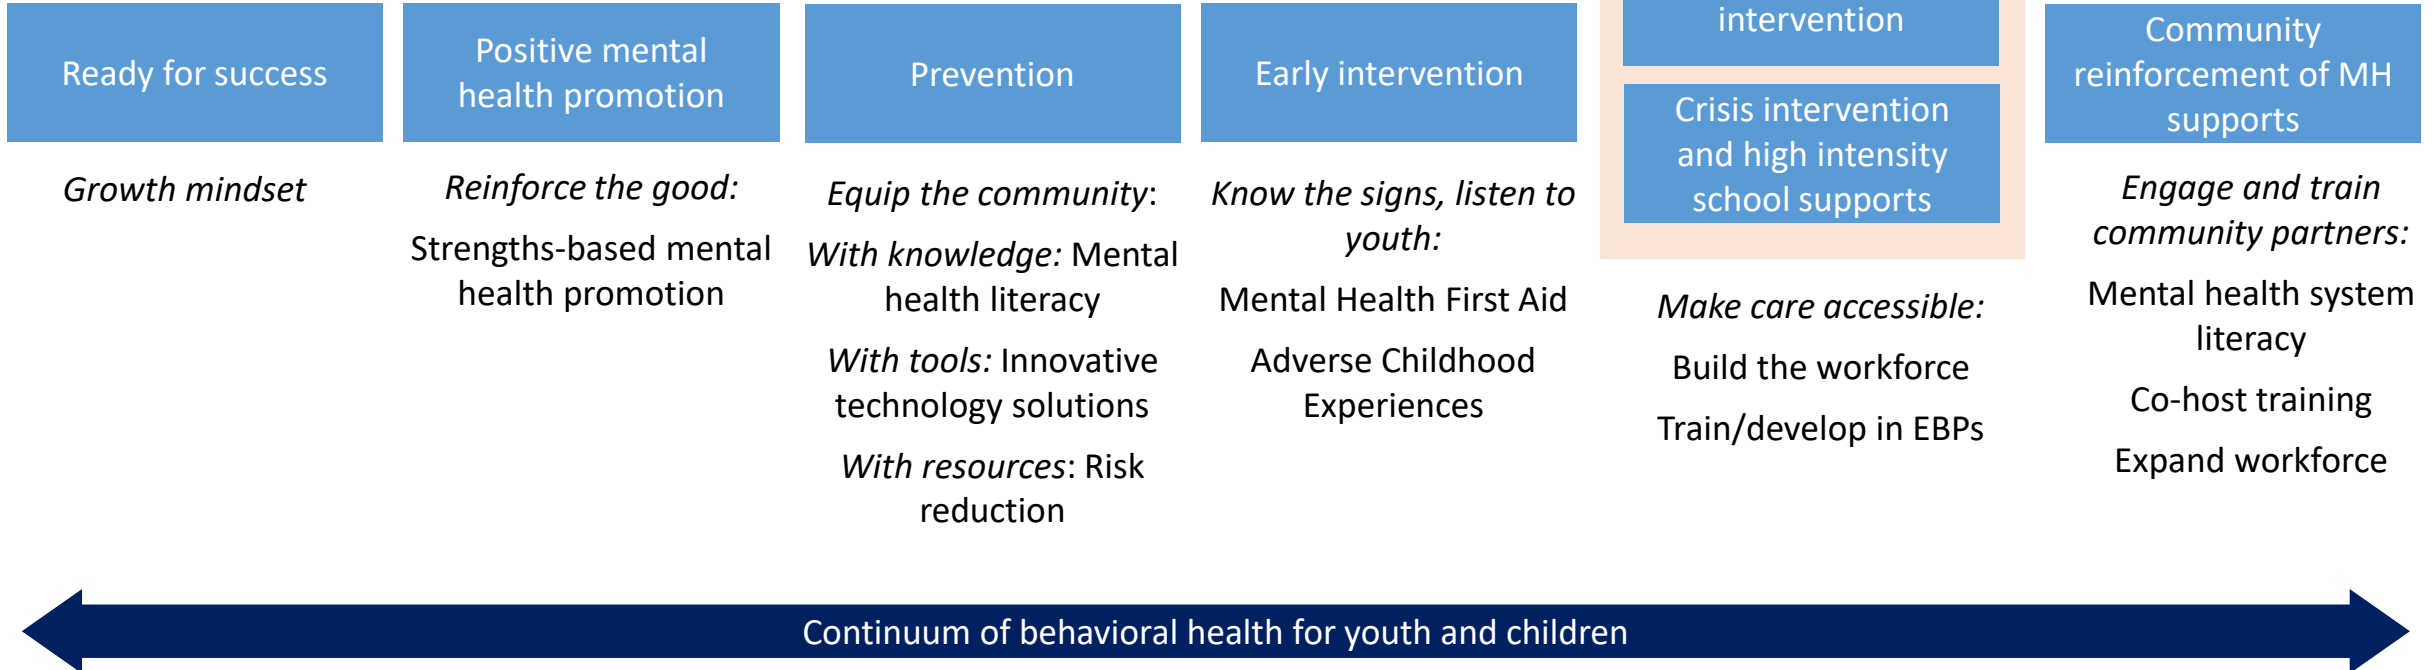 Ready for success
Growth mindset
Positive mental
health promotion
Reinforce the good:
Strengths-based mental
health promotion
Prevention
Equip the community:
With knowledge: Mental
health literacy
With tools: Innovative
technology solutions
With resources: Risk
reduction
Early intervention
Know the signs, listen to
youth:
Mental Health First Aid
Adverse Childhood
Experiences
intervention
Crisis intervention
and high intensity
school supports
Make care accessible:
Build the workforce
Train/develop in EBPs
Community
reinforcement of MH
supports
Engage and train
community partners:
Mental health system
literacy
Co-host training
Expand workforce
Continuum of behavioral health for youth and children